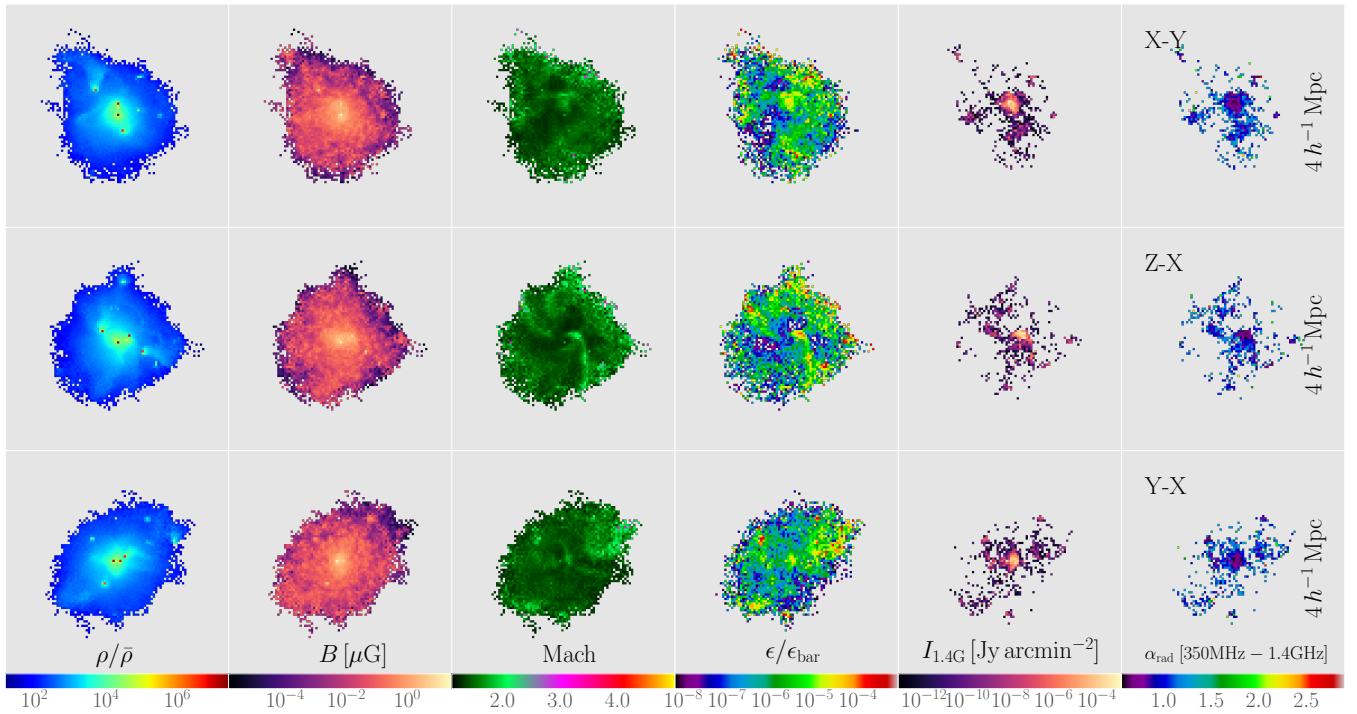 X-Y
4 h⁻¹ Mpc
Z-X
4 h⁻¹ Mpc
Y-X
4 h⁻¹ Mpc
ρ/ρ̄
B [μG]
Mach
ϵ/ϵ_bar
I_1.4G [Jy arcmin⁻²]
α_rad [350MHz − 1.4GHz]
10² 10⁴ 10⁶
10⁻⁴ 10⁻² 10⁰
2.0 3.0 4.0
10⁻⁸ 10⁻⁷ 10⁻⁶ 10⁻⁵ 10⁻⁴
10⁻¹² 10⁻¹⁰ 10⁻⁸ 10⁻⁶ 10⁻⁴
1.0 1.5 2.0 2.5